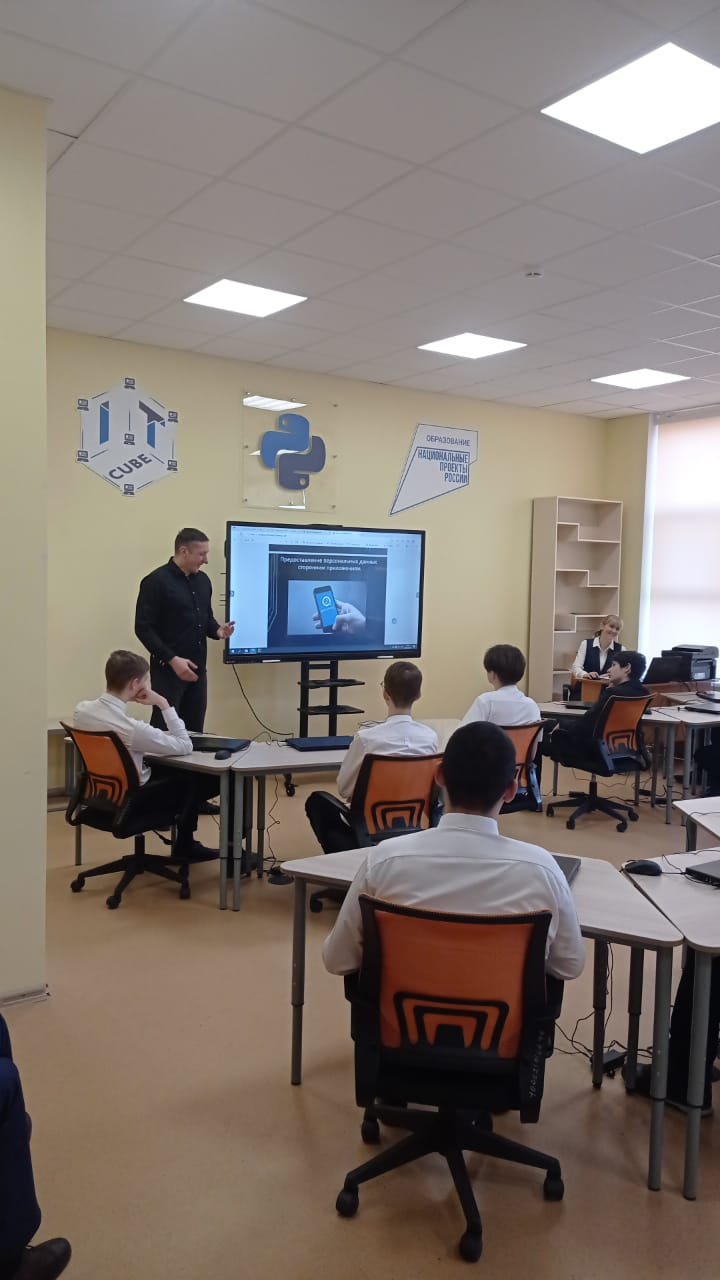 IT
CUBE
ОБРАЗОВАНИЕ
НАЦИОНАЛЬНЫЕ
ПРОЕКТЫ
РОССИИ
Предоставление персональных данных
сторонним приложениям